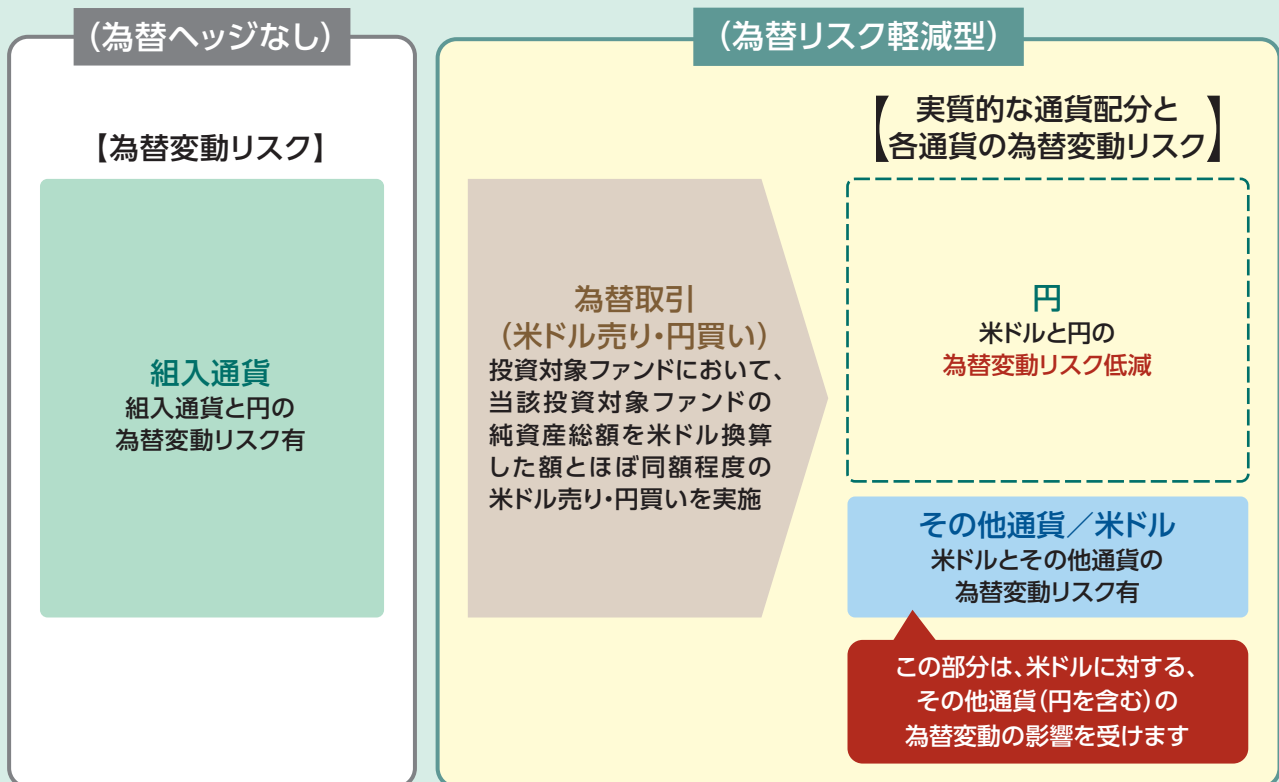 （為替ヘッジなし）
【為替変動リスク】
組入通貨
組入通貨と円の
為替変動リスク有
（為替リスク軽減型）
為替取引
（米ドル売り・円買い）
投資対象ファンドにおいて、
当該投資対象ファンドの
純資産総額を米ドル換算
した額とほぼ同額程度の
米ドル売り・円買いを実施
【実質的な通貨配分と
各通貨の為替変動リスク】
円
米ドルと円の
為替変動リスク低減
その他通貨／米ドル
米ドルとその他通貨の
為替変動リスク有
この部分は、米ドルに対する、
その他通貨（円を含む）の
為替変動の影響を受けます